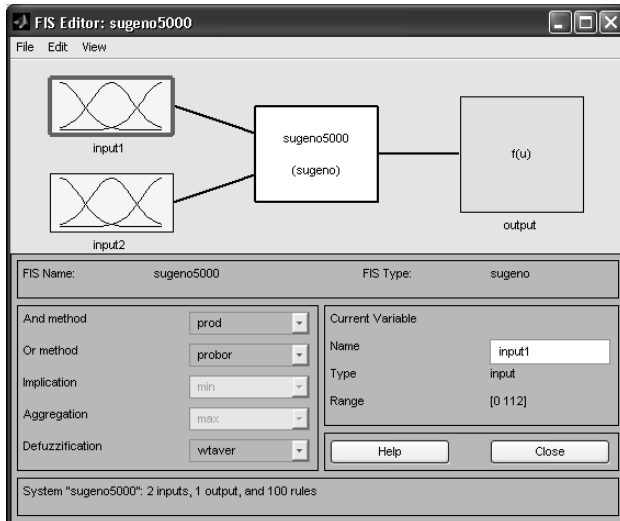 FIS Editor: sugeno5000
File Edit View
input1
input2
sugeno5000
(sugeno)
f(u)
output
FIS Name: sugeno5000 FIS Type: sugeno
And method prod
Or method probor
Implication min
Aggregation max
Defuzzification wtaver
Current Variable
Name input1
Type input
Range [0 112]
Help Close
System "sugeno5000": 2 inputs, 1 output, and 100 rules